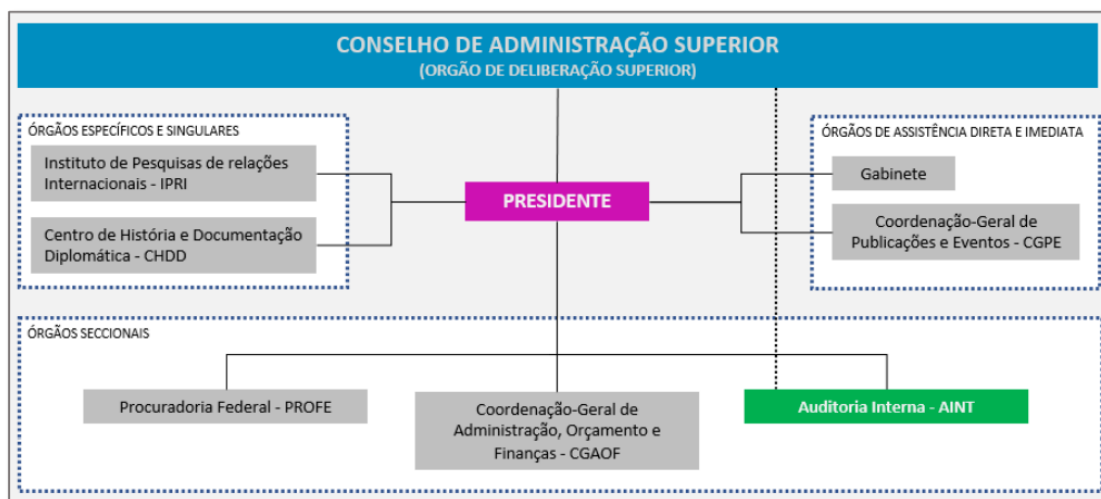 CONSELHO DE ADMINISTRAÇÃO SUPERIOR
(ORGÃO DE DELIBERAÇÃO SUPERIOR)
ÓRGÃOS ESPECÍFICOS E SINGULARES
Instituto de Pesquisas de relações
Internacionais - IPRI
Centro de História e Documentação
Diplomática - CHDD
PRESIDENTE
ÓRGÃOS DE ASSISTÊNCIA DIRETA E IMEDIATA
Gabinete
Coordenação-Geral de
Publicações e Eventos - CGPE
ÓRGÃOS SECCIONAIS
Procuradoria Federal - PROFE
Coordenação-Geral de
Administração, Orçamento e
Finanças - CGAOF
Auditoria Interna - AINT